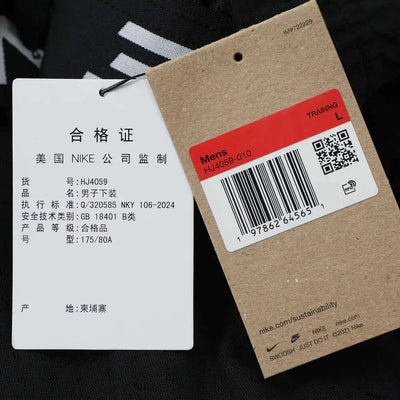 合格证
美国 NIKE 公司监制
货 号:HJ4059
品 名:男子下装
执 行 标 准:Q/320585 NKY 106-2024
安全技术类别:GB 18401 B类
产 品 等 级:合格品
号 型:175/80A
产 地:柬埔寨
TRAINING
L
Mens
HJ4059-010
1 97862 64565
nike.com/sustainability
NIKE
SWOOSH JUST DO IT ©2021 NIKE